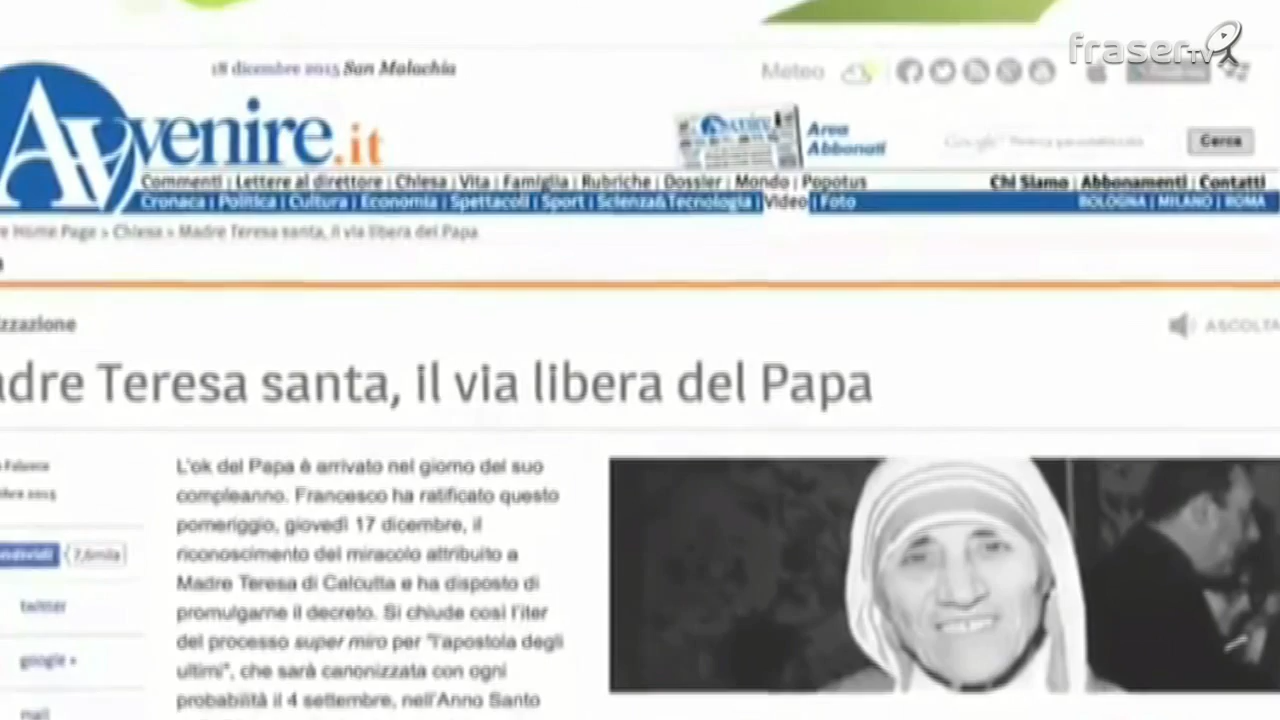 fraserTV
18 dicembre 2015 San Malachia
Meteo
Avvenire.it
Area
Abbonati
Google
Cerca
Commenti | Lettere al direttore | Chiesa | Vita | Famiglia | Rubriche | Dossier | Mondo | Popotus
Chi Siamo | Abbonamenti | Contatti
Cronaca | Politica | Cultura | Economia | Spettacoli | Sport | Scienza&Tecnologia | Video | Foto
BOLOGNA | MILANO | ROMA
e Home Page > Chiesa > Madre Teresa santa, il via libera del Papa
zzazione
ASCOLTA
adre Teresa santa, il via libera del Papa
L'ok del Papa è arrivato nel giorno del suo
compleanno. Francesco ha ratificato questo
pomeriggio, giovedì 17 dicembre, il
riconoscimento del miracolo attribuito a
Madre Teresa di Calcutta e ha disposto di
promulgarne il decreto. Si chiude così l'iter
del processo super miro per "l'apostola degli
ultimi", che sarà canonizzata con ogni
probabilità il 4 settembre, nell'Anno Santo
bre 2015
ondividi
7,6mila
twitter
google +
mail